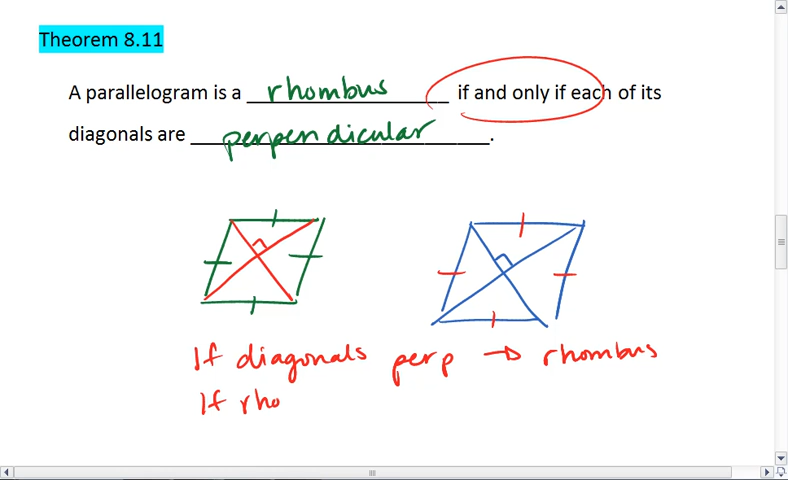 Theorem 8.11
A parallelogram is a rhombus if and only if each of its
diagonals are perpendicular.
If diagonals perp → rhombus
If rho